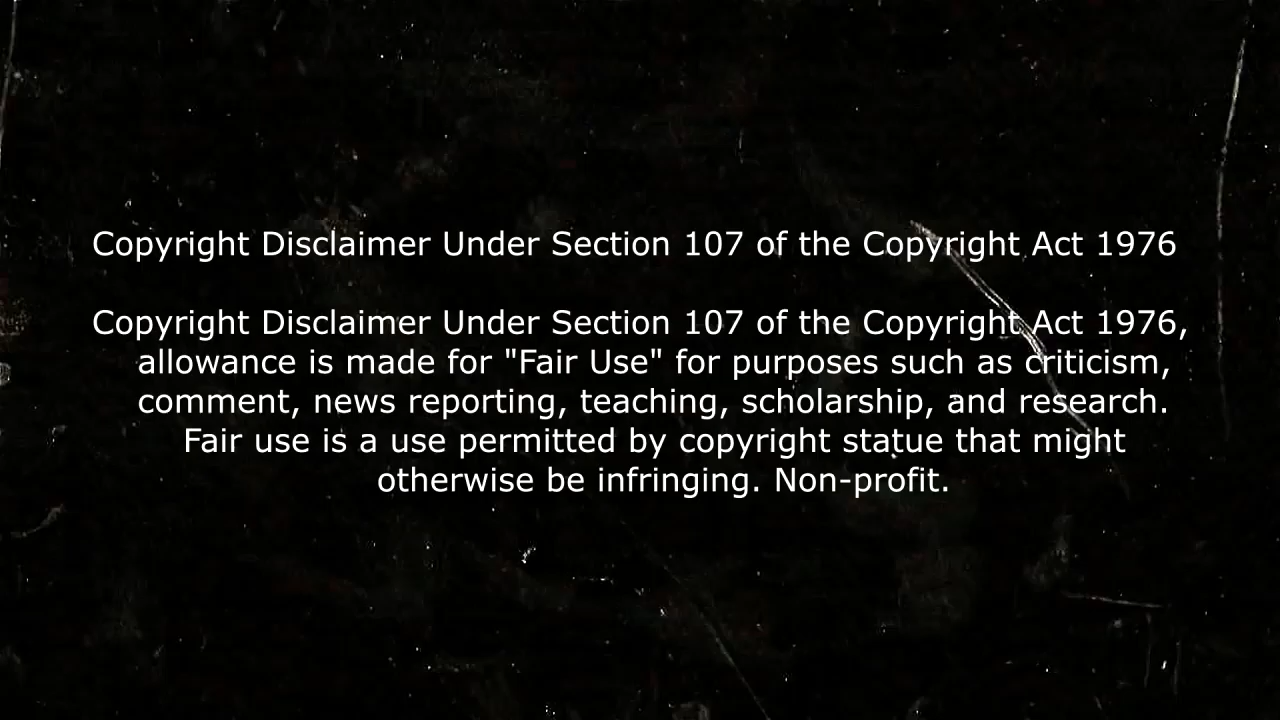 Copyright Disclaimer Under Section 107 of the Copyright Act 1976
Copyright Disclaimer Under Section 107 of the Copyright Act 1976,
allowance is made for "Fair Use" for purposes such as criticism,
comment, news reporting, teaching, scholarship, and research.
Fair use is a use permitted by copyright statue that might
otherwise be infringing. Non-profit.